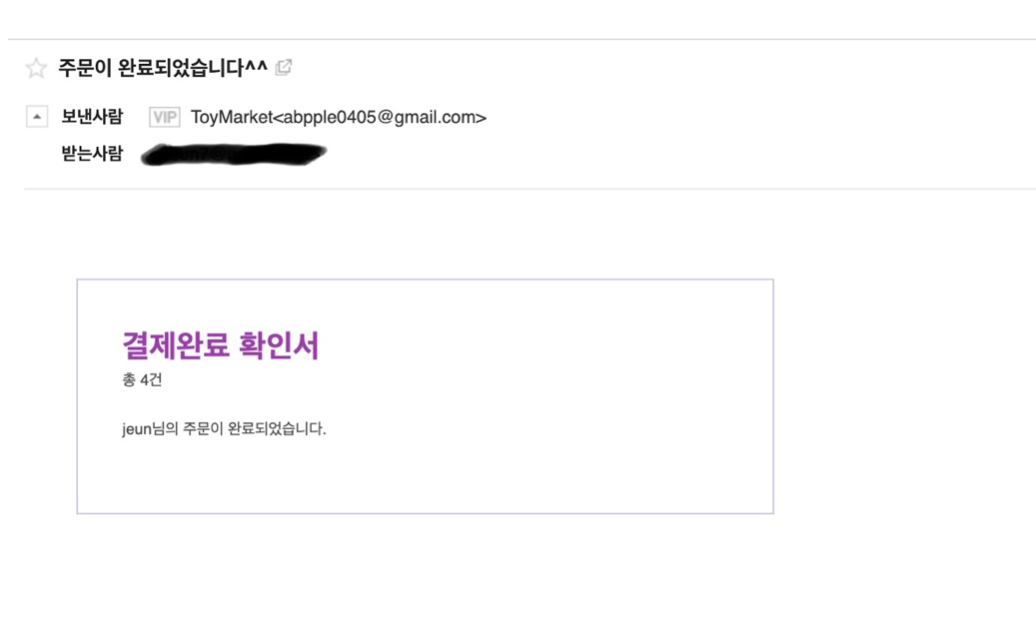 주문이 완료되었습니다^^
보낸사람 VIP ToyMarket<abpple0405@gmail.com>
받는사람
결제완료 확인서
총 4건
jeun님의 주문이 완료되었습니다.